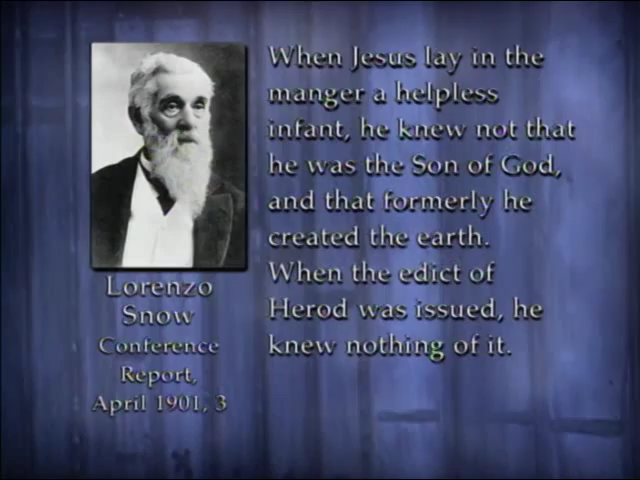 When Jesus lay in the
manger a helpless
infant, he knew not that
he was the Son of God,
and that formerly he
created the earth.
When the edict of
Herod was issued, he
knew nothing of it.
Lorenzo
Snow
Conference
Report,
April 1901, 3